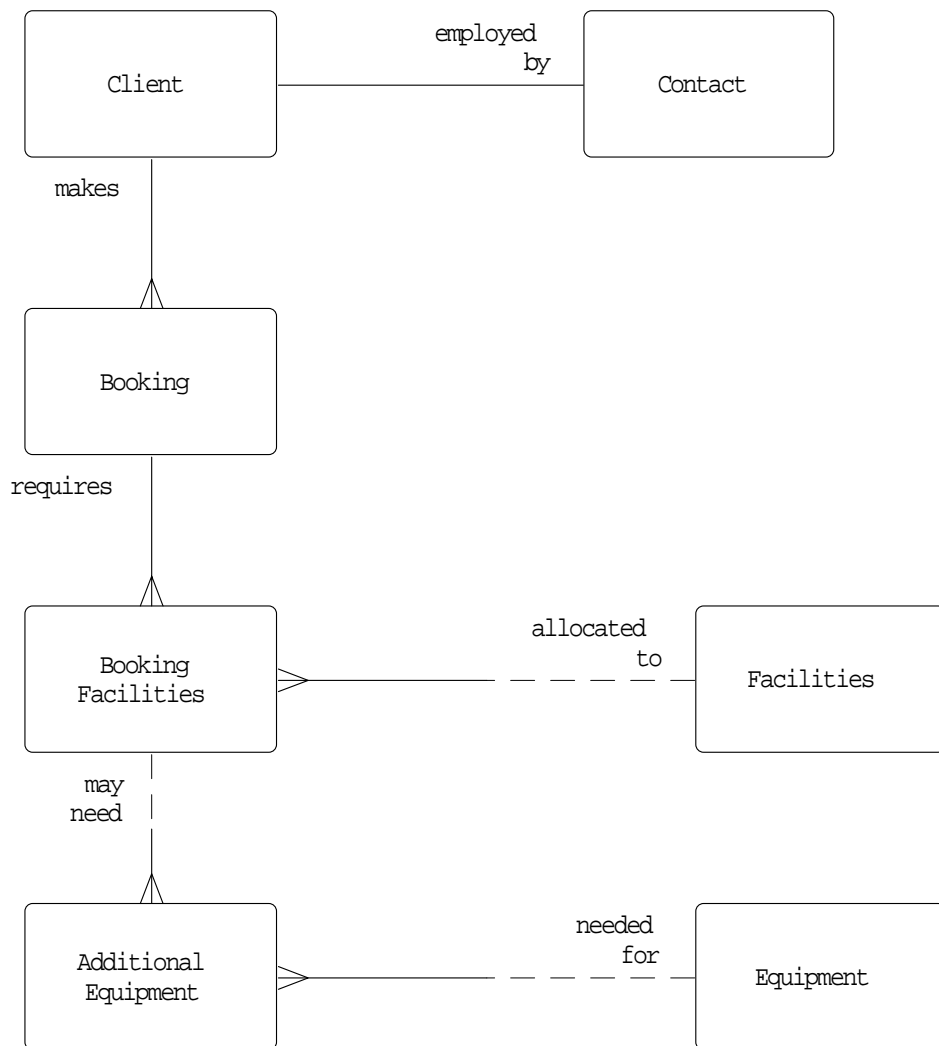 employed
by
Client
Contact
makes
Booking
requires
Booking
Facilities
allocated
to
Facilities
may
need
Additional
Equipment
needed
for
Equipment